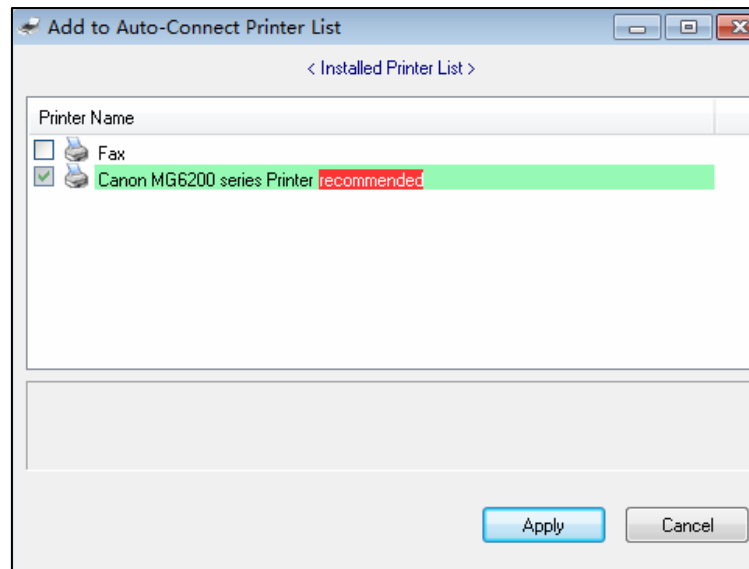 Add to Auto-Connect Printer List
< Installed Printer List >
Printer Name
Fax
Canon MG6200 series Printer recommended
Apply Cancel